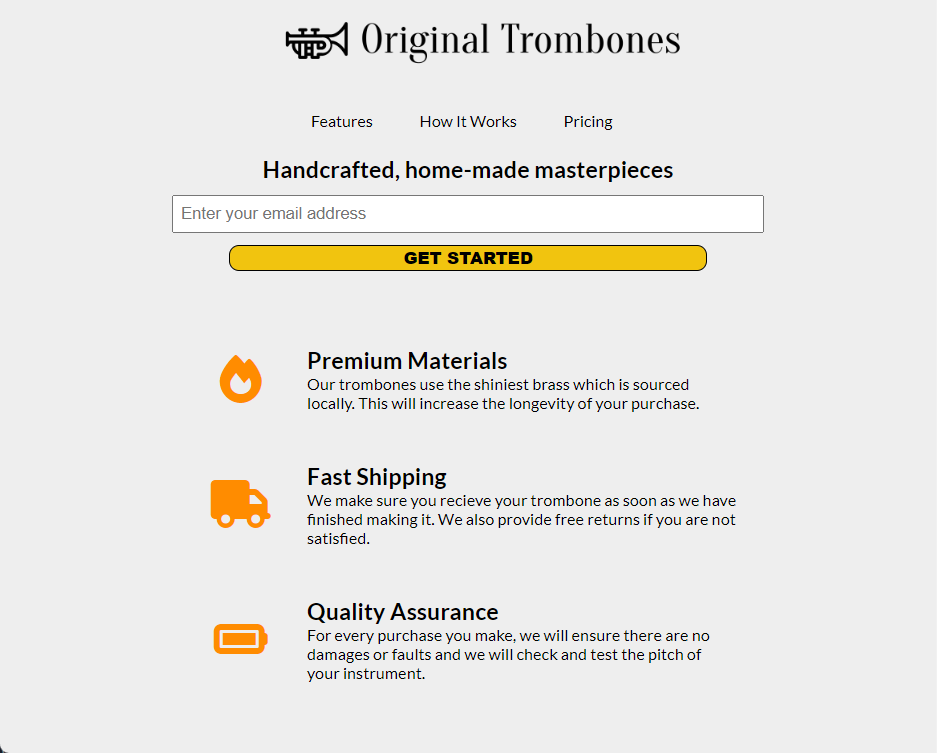 Original Trombones
Features How It Works Pricing
Handcrafted, home-made masterpieces
Enter your email address
GET STARTED
Premium Materials
Our trombones use the shiniest brass which is sourced
locally. This will increase the longevity of your purchase.
Fast Shipping
We make sure you recieve your trombone as soon as we have
finished making it. We also provide free returns if you are not
satisfied.
Quality Assurance
For every purchase you make, we will ensure there are no
damages or faults and we will check and test the pitch of
your instrument.